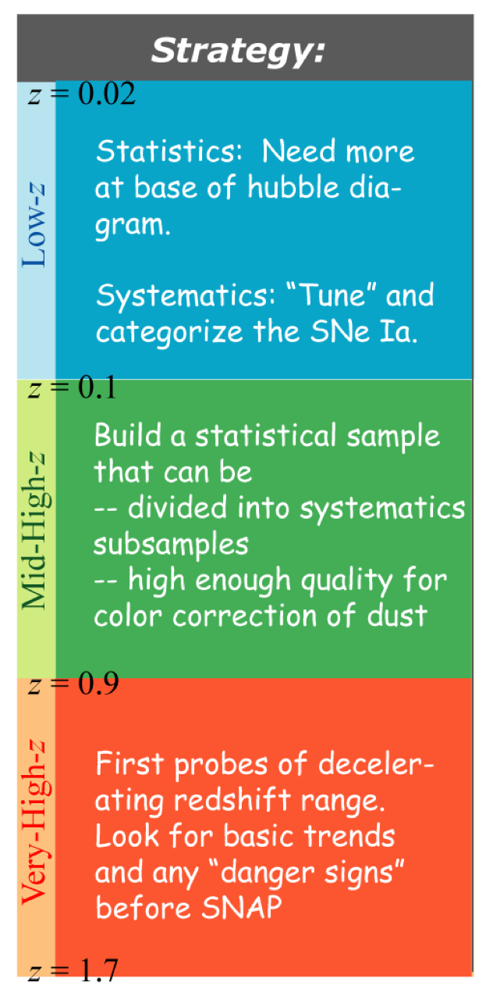 Strategy:
z = 0.02
Low-z
Statistics:  Need more
at base of hubble dia-
gram.
Systematics: “Tune” and
categorize the SNe Ia.
z = 0.1
Mid-High-z
Build a statistical sample
that can be
-- divided into systematics
subsamples
-- high enough quality for
color correction of dust
z = 0.9
Very-High-z
First probes of deceler-
ating redshift range.
Look for basic trends
and any “danger signs”
before SNAP
z = 1.7